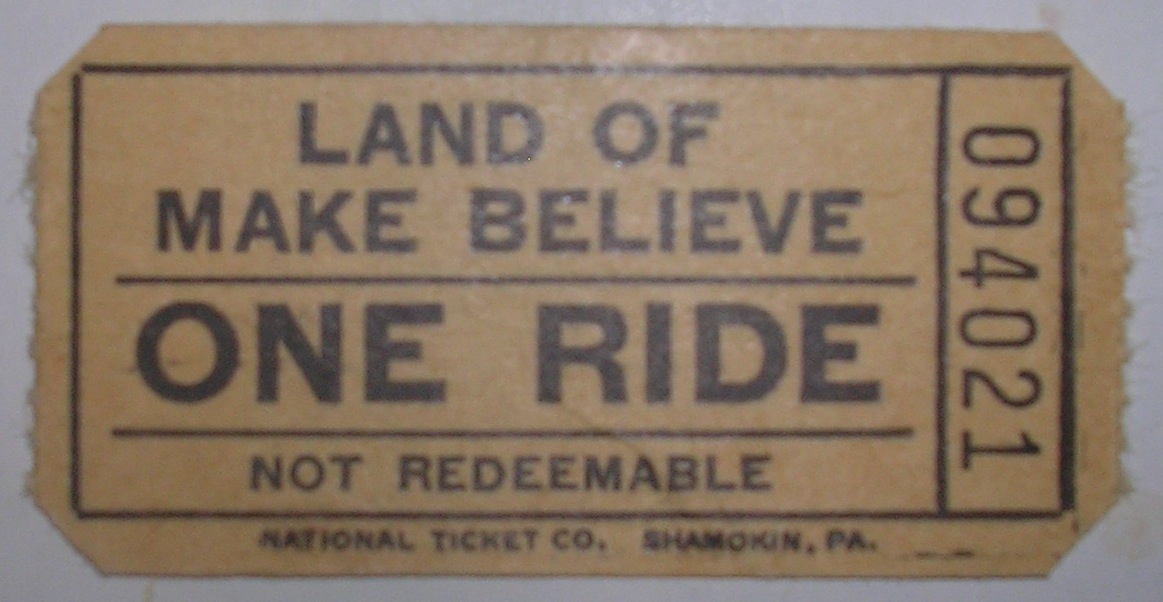 LAND OF
MAKE BELIEVE
ONE RIDE
NOT REDEEMABLE
NATIONAL TICKET CO. SHAMOKIN, PA.
094021